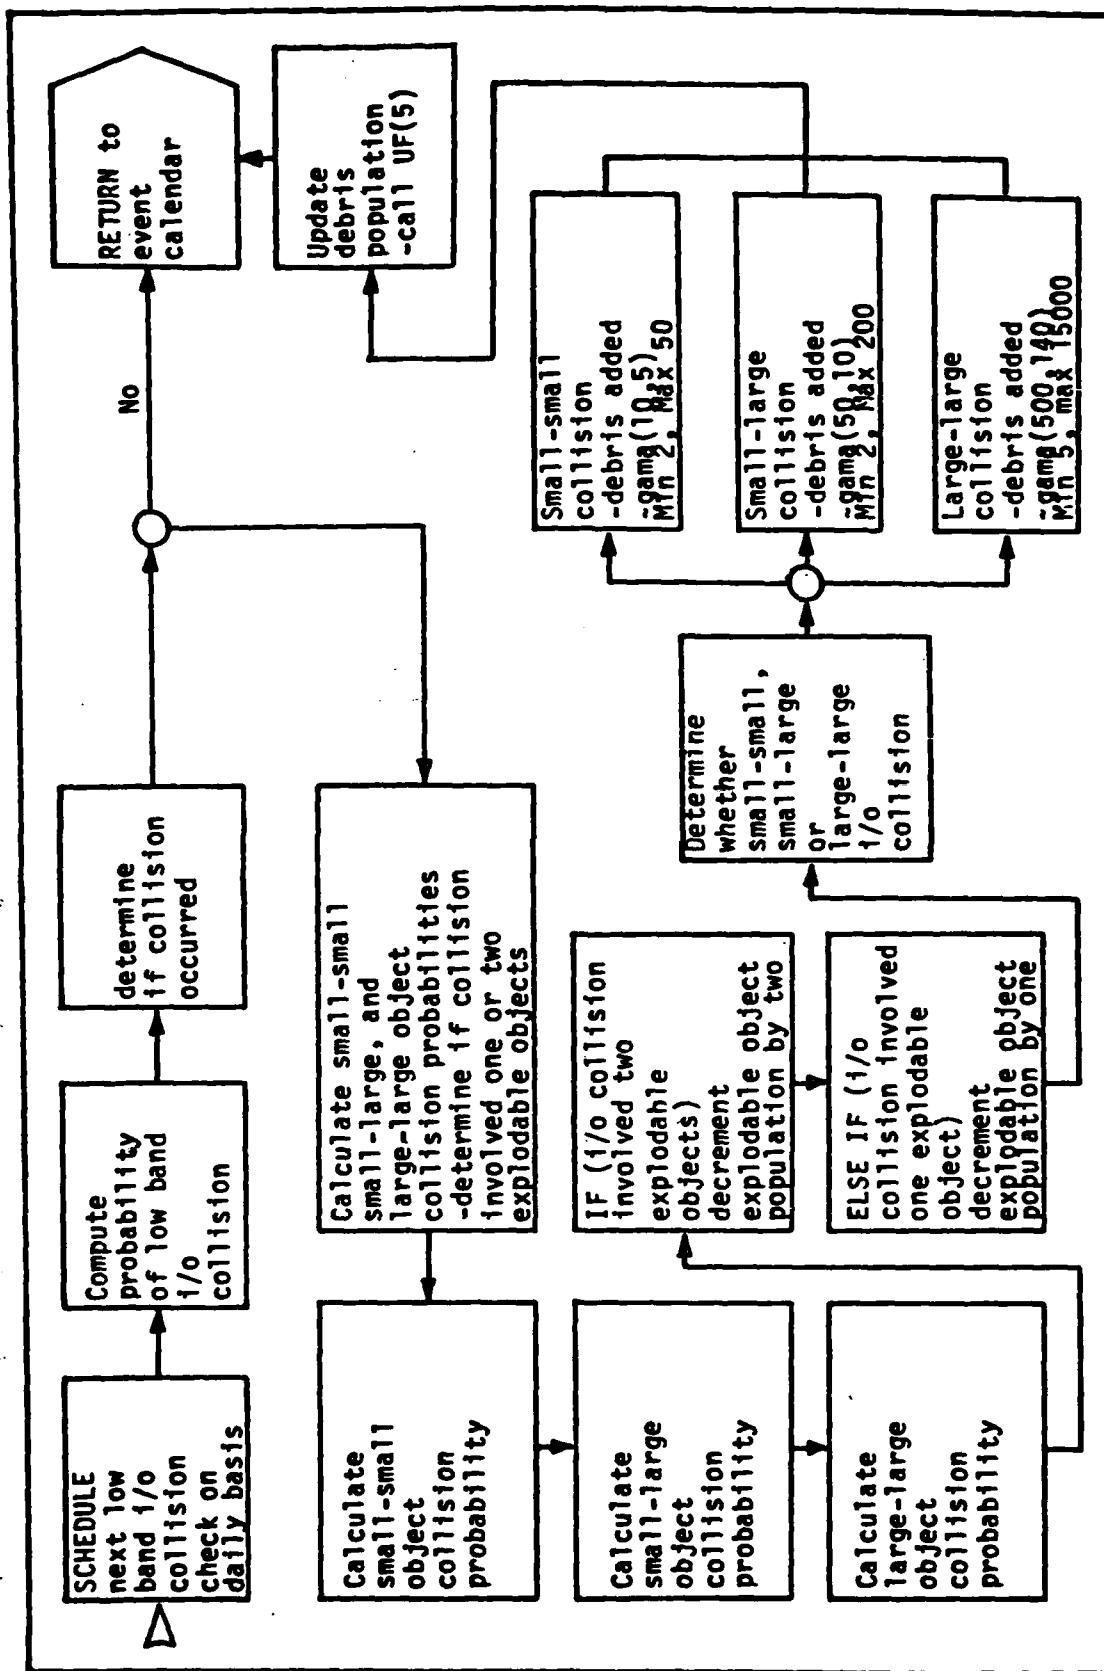 SCHEDULE
next low
band i/o
collision
check on
daily basis
Compute
probability
of low band
i/o
collision
determine
if collision
occurred
No
RETURN to
event
calendar
Calculate small-small
small-large, and
large-large object
collision probabilities
-determine if collision
involved one or two
explodable objects
Update
debris
population
-call UF(5)
Calculate
small-small
object
collision
probability
Calculate
small-large
object
collision
probability
Calculate
large-large
object
collision
probability
IF (i/o collision
involved two
explodable
objects)
decrement
explodable object
population by two
ELSE IF (i/o
collision involved
one explodable
object)
decrement
explodable object
population by one
Determine
whether
small-small,
small-large
or
large-large
i/o
collision
Small-small
collision
-debris added
~gama(10,5)
Min 2, Max 50
Small-large
collision
-debris added
~gama(50,10)
Min 2, Max 200
Large-large
collision
-debris added
~gama(500,140)
Min 5, max 15000